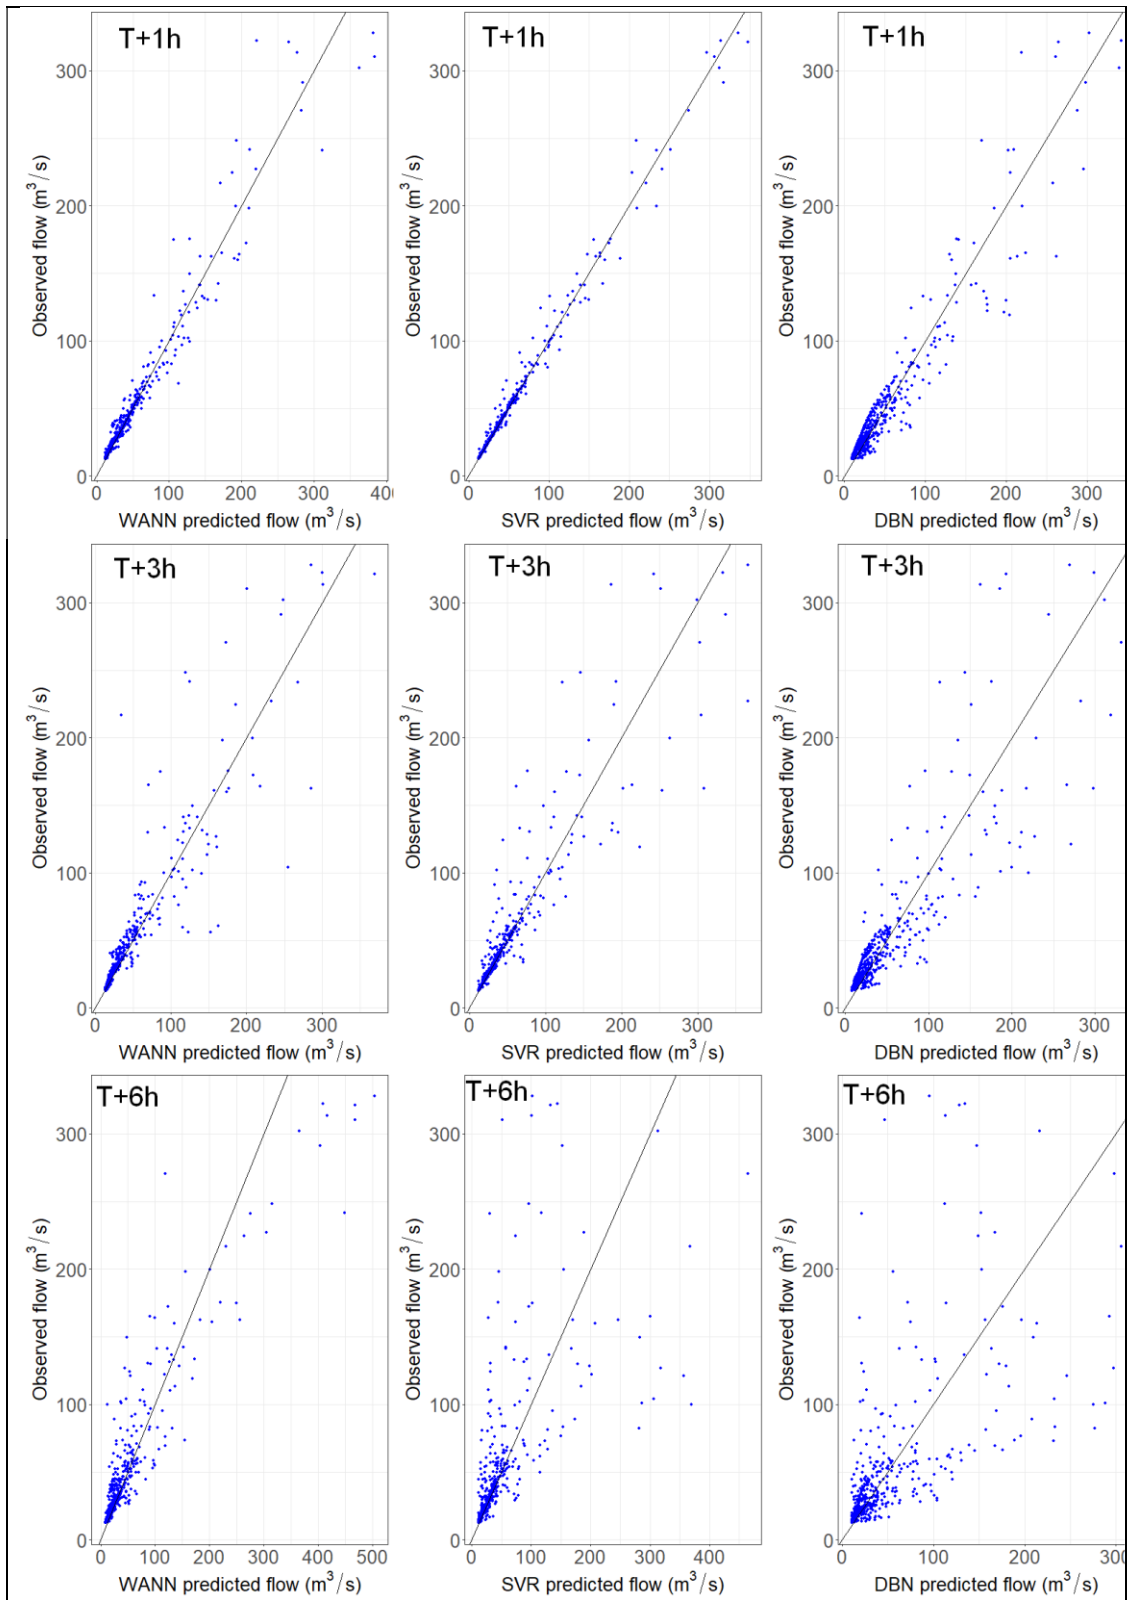 T+1h
Observed flow (m³/s)
300
200
100
0
0 100 200 300 400
WANN predicted flow (m³/s)
T+1h
Observed flow (m³/s)
300
200
100
0
0 100 200 300
SVR predicted flow (m³/s)
T+1h
Observed flow (m³/s)
300
200
100
0
0 100 200 300
DBN predicted flow (m³/s)
T+3h
Observed flow (m³/s)
300
200
100
0
0 100 200 300
WANN predicted flow (m³/s)
T+3h
Observed flow (m³/s)
300
200
100
0
0 100 200 300
SVR predicted flow (m³/s)
T+3h
Observed flow (m³/s)
300
200
100
0
0 100 200 300
DBN predicted flow (m³/s)
T+6h
Observed flow (m³/s)
300
200
100
0
0 100 200 300 400 500
WANN predicted flow (m³/s)
T+6h
Observed flow (m³/s)
300
200
100
0
0 100 200 300 400
SVR predicted flow (m³/s)
T+6h
Observed flow (m³/s)
300
200
100
0
0 100 200 300
DBN predicted flow (m³/s)